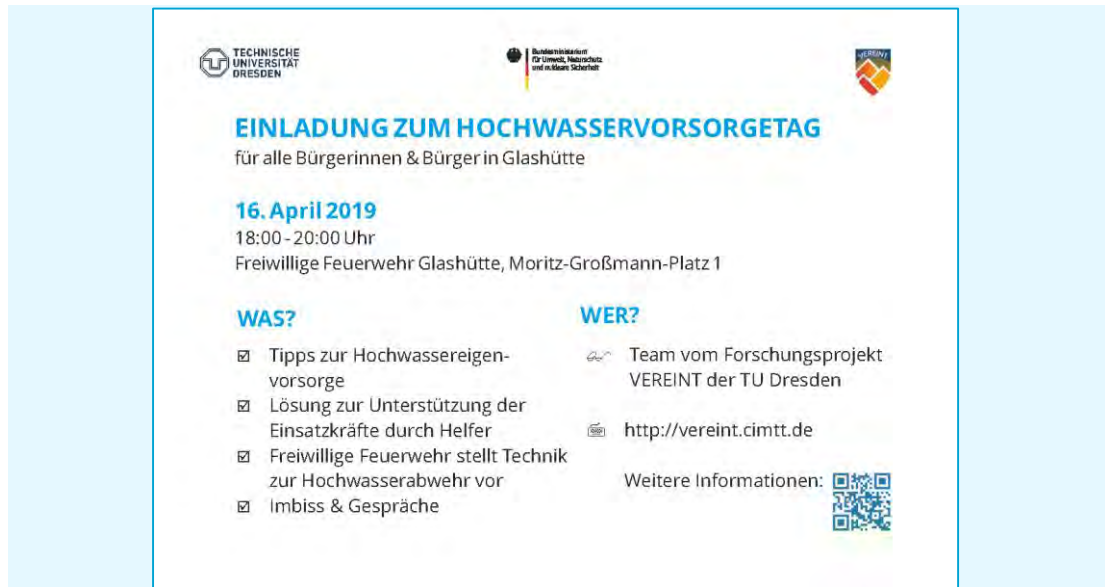 TECHNISCHE
UNIVERSITÄT
DRESDEN
Bundesministerium
für Umwelt, Naturschutz
und nukleare Sicherheit
VEREINT
EINLADUNG ZUM HOCHWASSERVORSORGETAG
für alle Bürgerinnen & Bürger in Glashütte
16. April 2019
18:00 - 20:00 Uhr
Freiwillige Feuerwehr Glashütte, Moritz-Großmann-Platz 1
WAS?
☑ Tipps zur Hochwassereigen-
vorsorge
☑ Lösung zur Unterstützung der
Einsatzkräfte durch Helfer
☑ Freiwillige Feuerwehr stellt Technik
zur Hochwasserabwehr vor
☑ Imbiss & Gespräche
WER?
Team vom Forschungsprojekt
VEREINT der TU Dresden
http://vereint.cimtt.de
Weitere Informationen: